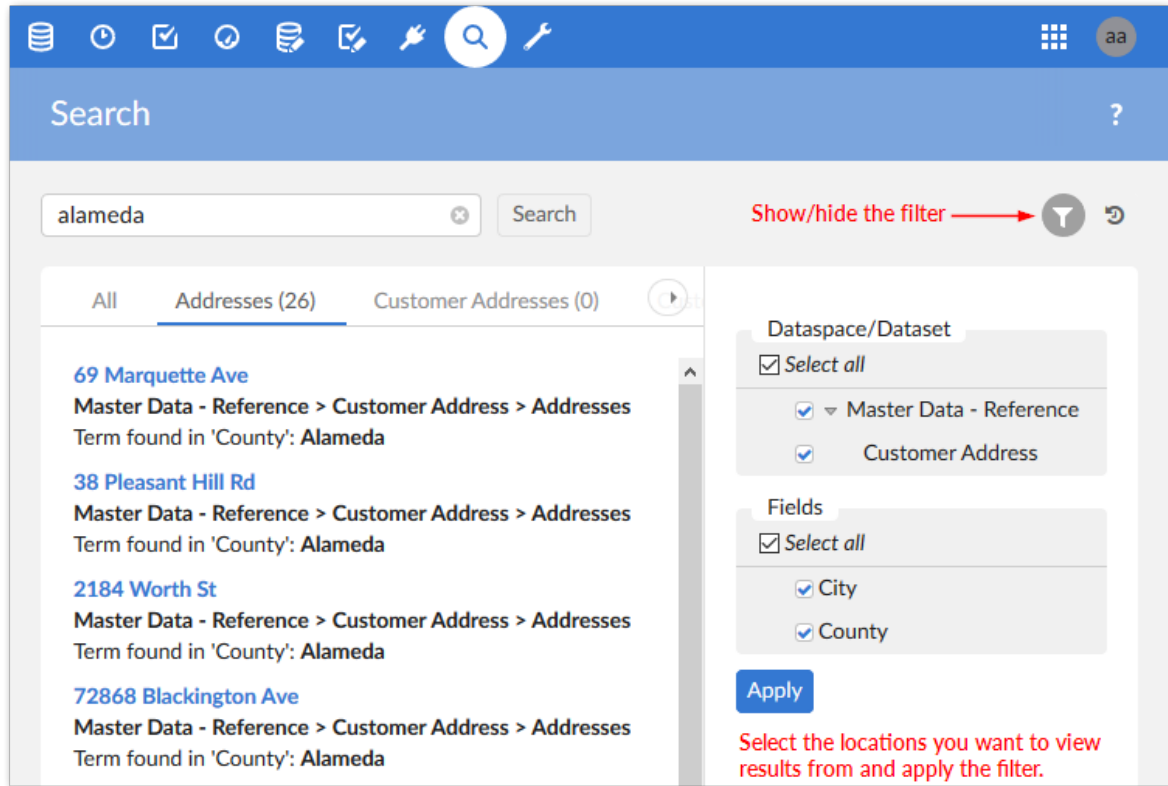 aa
Search
?
alameda
Search
Show/hide the filter
All
Addresses (26)
Customer Addresses (0)
69 Marquette Ave
Master Data - Reference > Customer Address > Addresses
Term found in 'County': Alameda
38 Pleasant Hill Rd
Master Data - Reference > Customer Address > Addresses
Term found in 'County': Alameda
2184 Worth St
Master Data - Reference > Customer Address > Addresses
Term found in 'County': Alameda
72868 Blackington Ave
Master Data - Reference > Customer Address > Addresses
Term found in 'County': Alameda
Dataspace/Dataset
Select all
Master Data - Reference
Customer Address
Fields
Select all
City
County
Apply
Select the locations you want to view
results from and apply the filter.